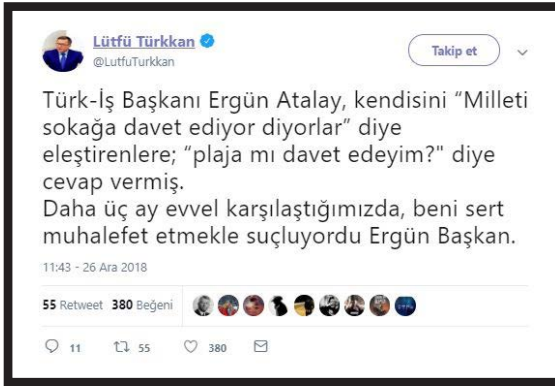 Lütfü Türkkan
@LutfuTurkkan
Takip et
Türk-İş Başkanı Ergün Atalay, kendisini “Milleti
sokağa davet ediyor diyorlar” diye
eleştirenlere; “plaja mı davet edeyim?" diye
cevap vermiş.
Daha üç ay evvel karşılaştığımızda, beni sert
muhalefet etmekle suçluyordu Ergün Başkan.
11:43 - 26 Ara 2018
55 Retweet 380 Beğeni
11 55 380